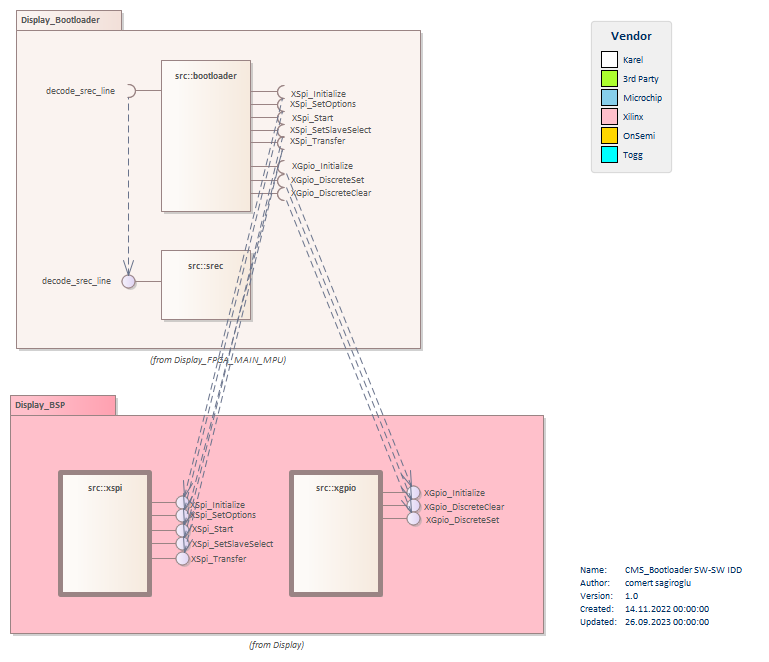 Display_Bootloader
src::bootloader
decode_srec_line
XSpi_Initialize
XSpi_SetOptions
XSpi_Start
XSpi_SetSlaveSelect
XSpi_Transfer
XGpio_Initialize
XGpio_DiscreteSet
XGpio_DiscreteClear
src::srec
decode_srec_line
(from Display_FPGA_MAIN_MPU)
Display_BSP
src::xspi
XSpi_Initialize
XSpi_SetOptions
XSpi_Start
XSpi_SetSlaveSelect
XSpi_Transfer
src::xgpio
XGpio_Initialize
XGpio_DiscreteClear
XGpio_DiscreteSet
(from Display)
Vendor
Karel
3rd Party
Microchip
Xilinx
OnSemi
Togg
Name: CMS_Bootloader SW-SW IDD
Author: comert sagiroglu
Version: 1.0
Created: 14.11.2022 00:00:00
Updated: 26.09.2023 00:00:00